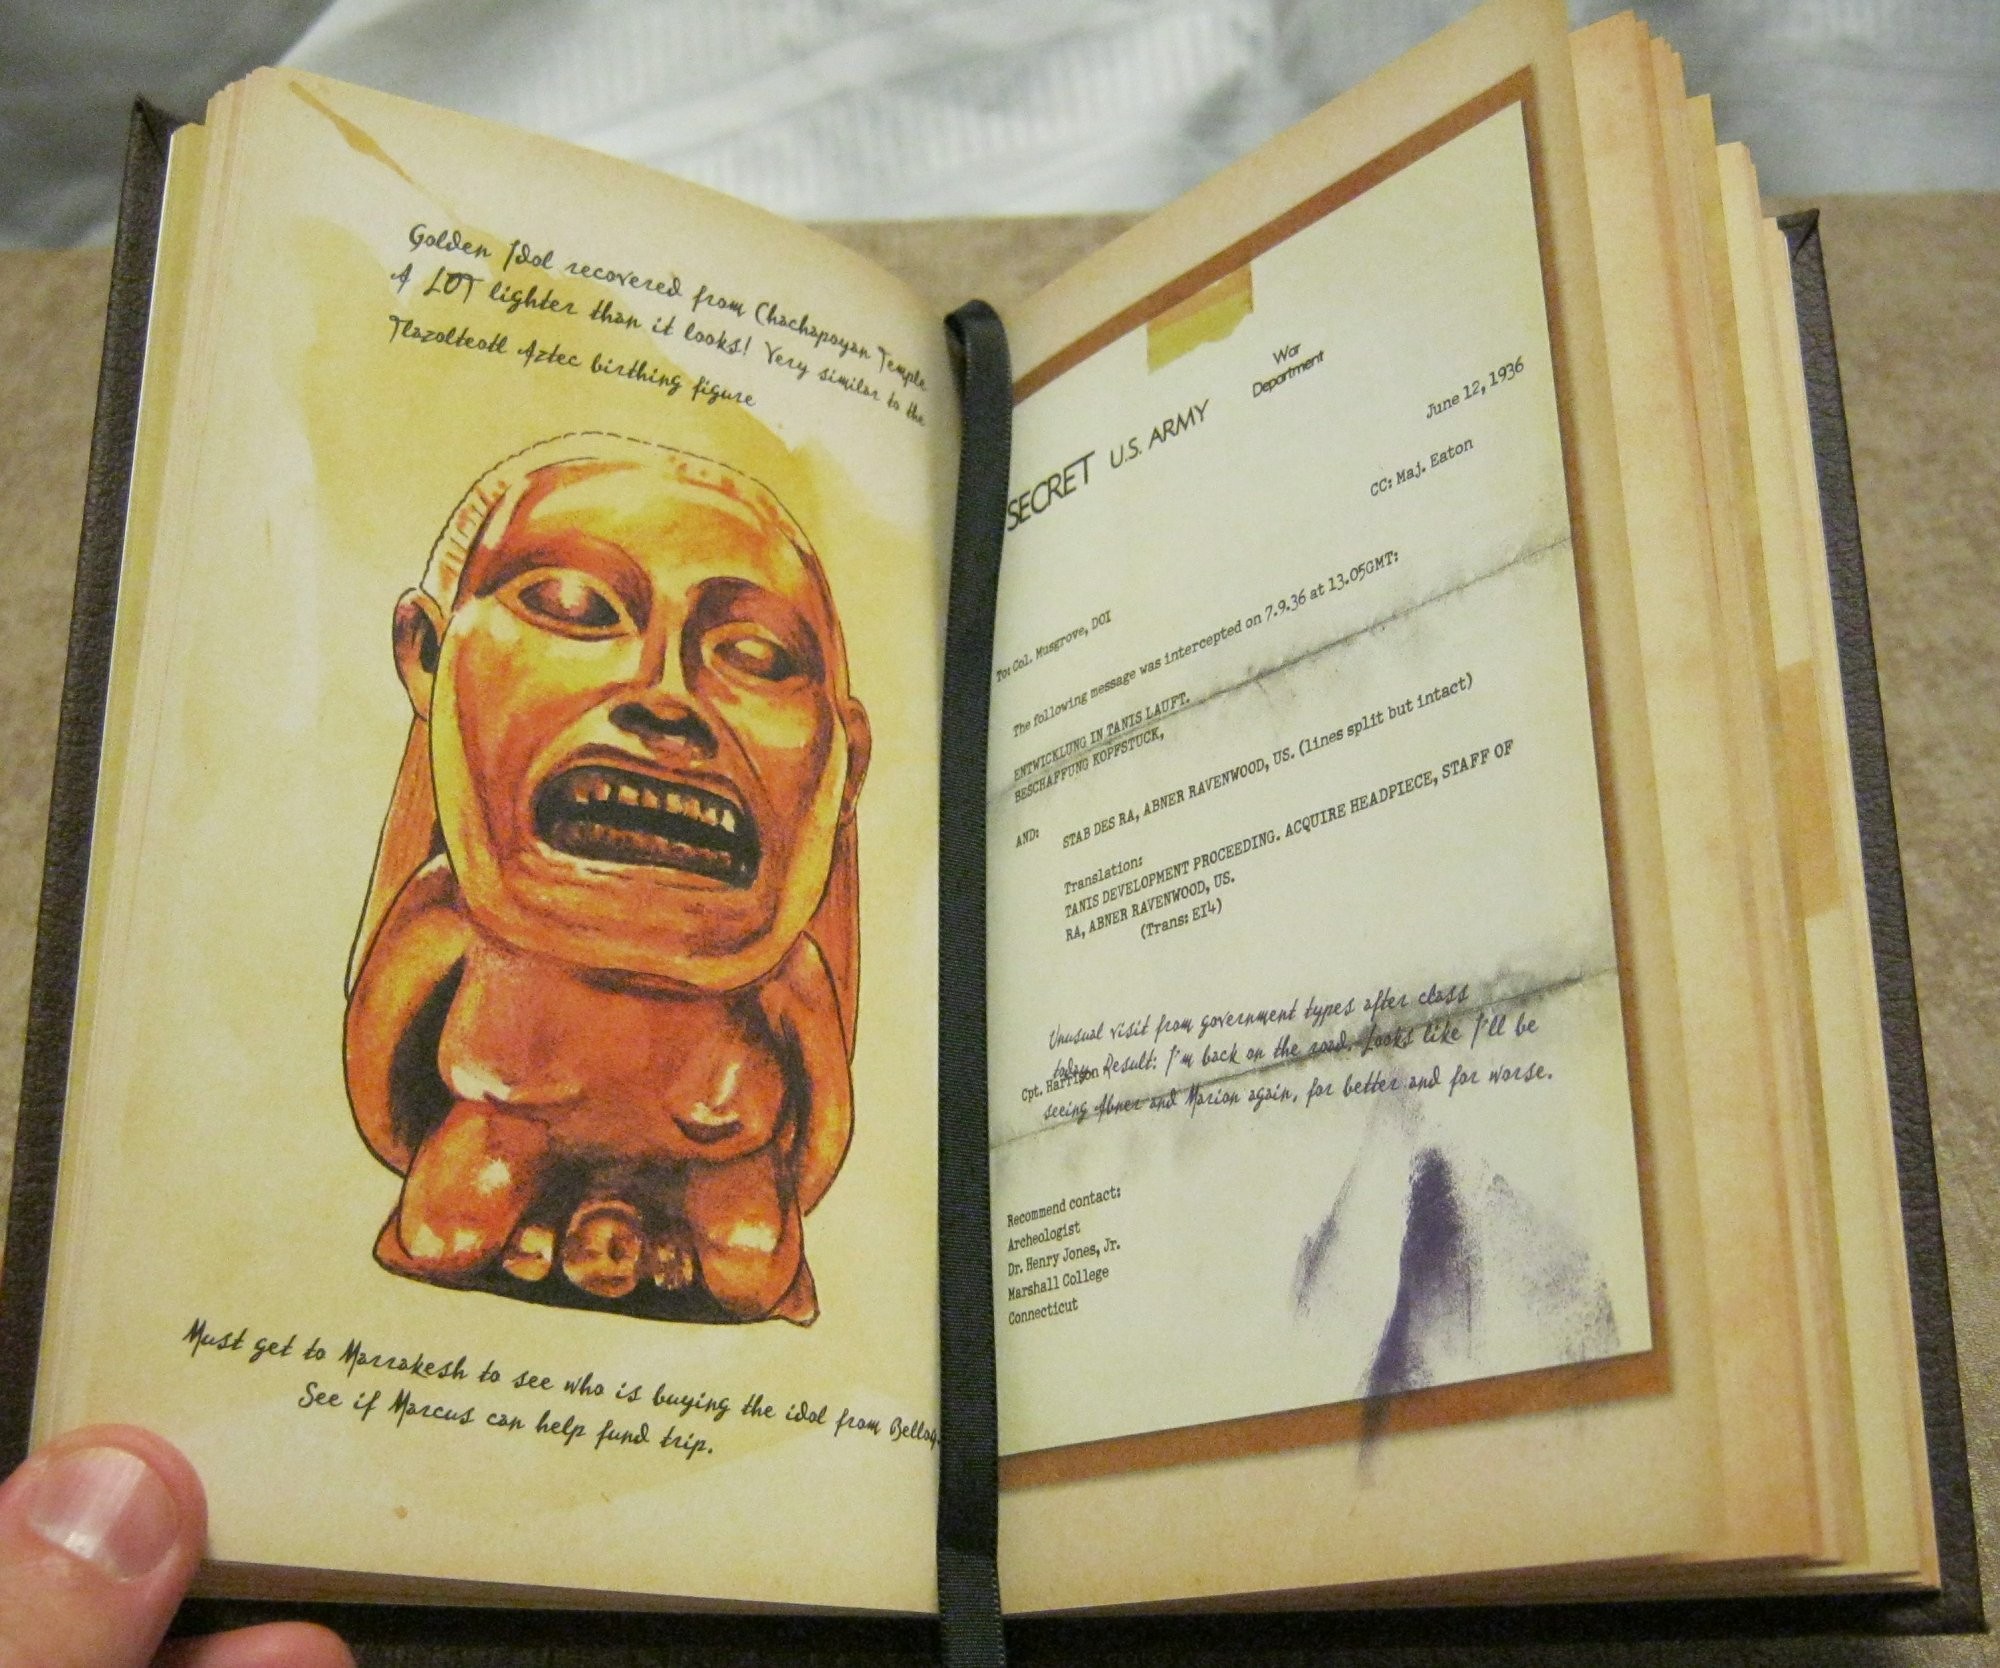 Golden Idol recovered from Chachapoyan Temple
A LOT lighter than it looks! Very similar to the
Tlazolteotl Aztec birthing figure
Must get to Marrakesh to see who is buying the idol from Belloq.
See if Marcus can help fund trip.
War
Department
SECRET U.S. ARMY
June 12, 1936
CC: Maj. Eaton
To: Col. Musgrove, DOI
The following message was intercepted on 7.9.36 at 13.05GMT:
ENTWICKLUNG IN TANIS LAUFT.
BESCHAFFUNG KOPFSTUCK,
AND: STAB DES RA, ABNER RAVENWOOD, US. (lines split but intact)
Translation:
TANIS DEVELOPMENT PROCEEDING. ACQUIRE HEADPIECE, STAFF OF
RA, ABNER RAVENWOOD, US.
(Trans: EI4)
Unusual visit from government types after class
today Result: I'm back on the road. Looks like I'll be
Cpt. Harrison
seeing Abner and Marion again, for better and for worse.
Recommend contact:
Archeologist
Dr. Henry Jones, Jr.
Marshall College
Connecticut